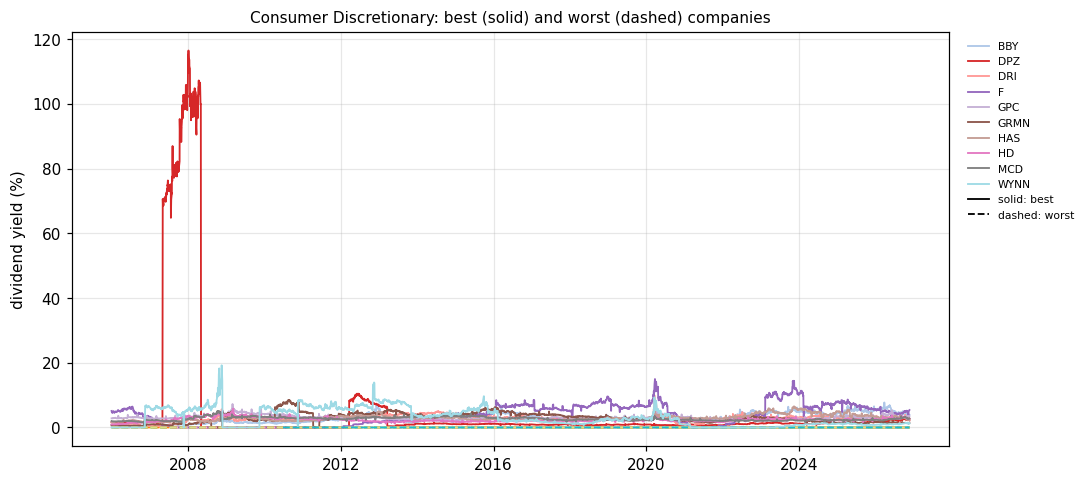 Consumer Discretionary: best (solid) and worst (dashed) companies
dividend yield (%)
120
100
80
60
40
20
0
2008
2012
2016
2020
2024
BBY
DPZ
DRI
F
GPC
GRMN
HAS
HD
MCD
WYNN
solid: best
dashed: worst